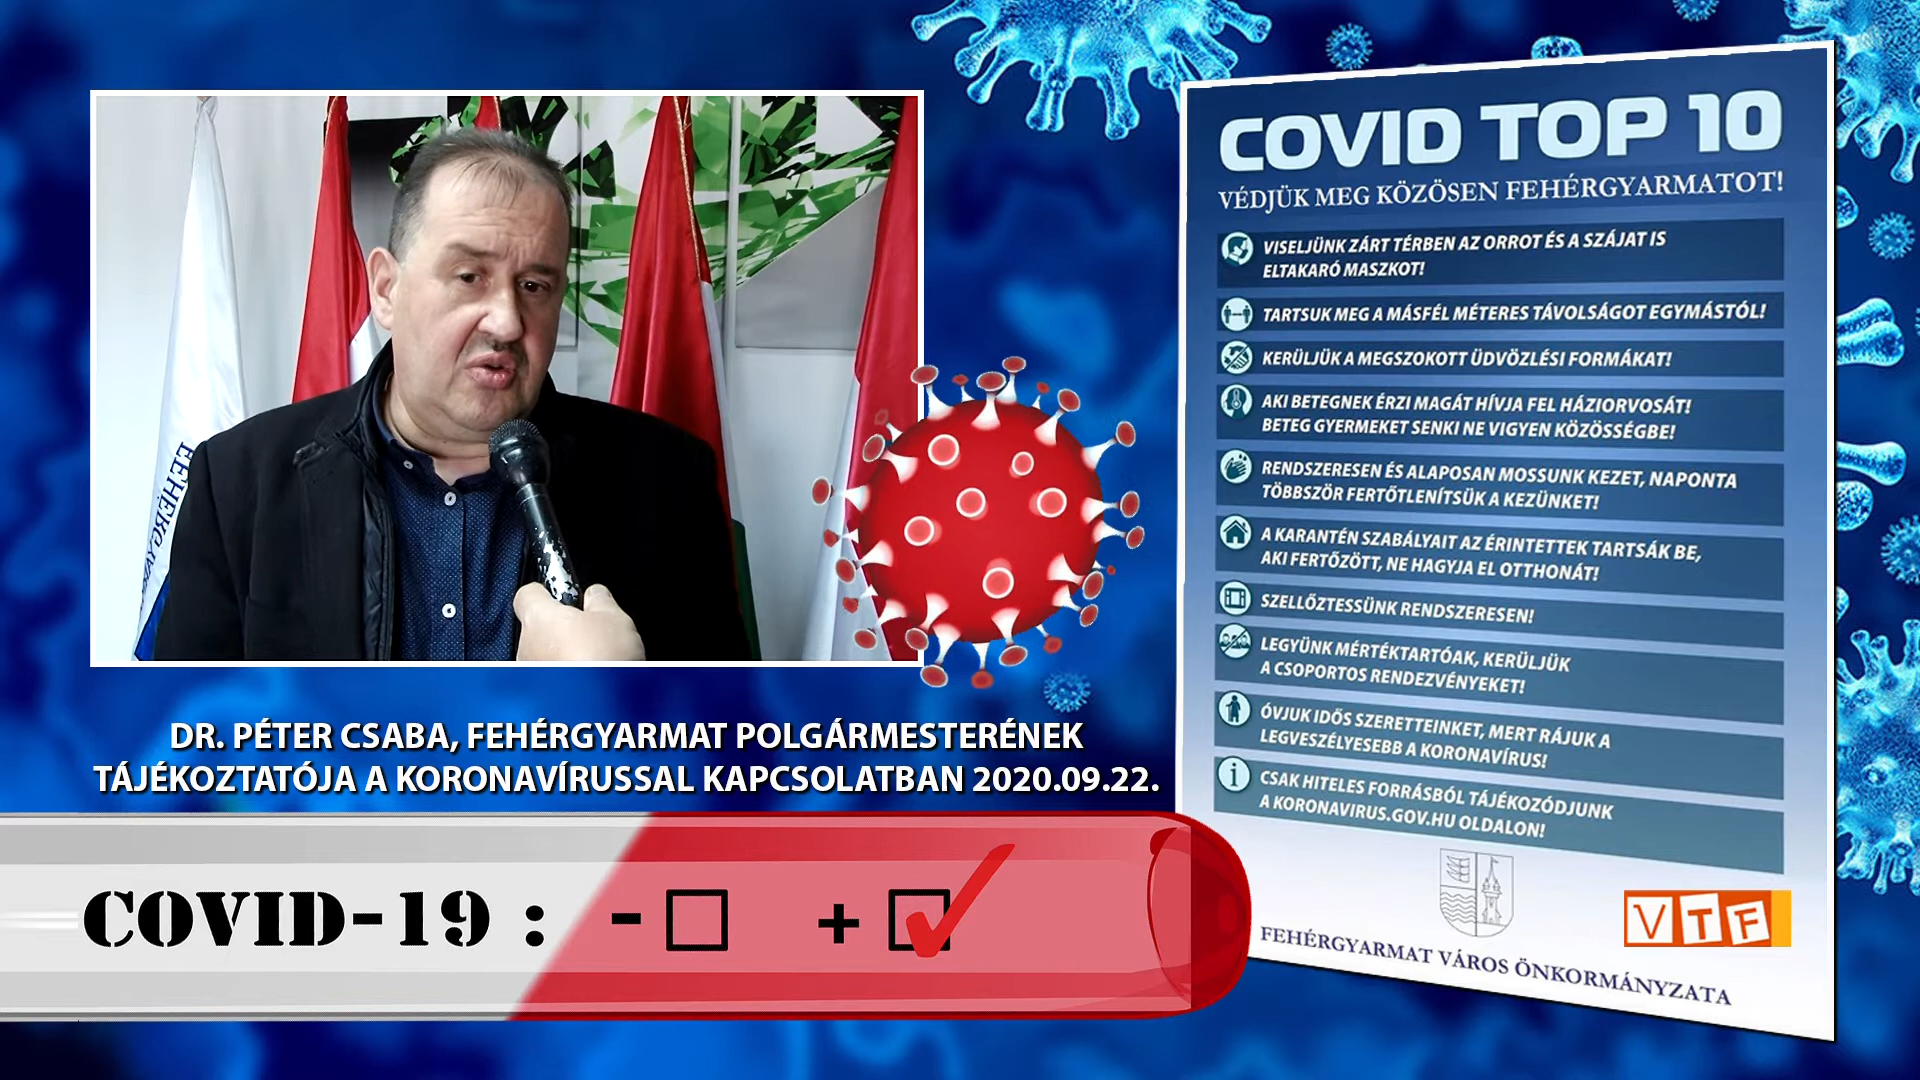 FEHÉRGYAR
DR. PÉTER CSABA, FEHÉRGYARMAT POLGÁRMESTERÉNEK
TÁJÉKOZTATÓJA A KORONAVÍRUSSAL KAPCSOLATBAN 2020.09.22.
COVID-19 : - +
COVID TOP 10
VÉDJÜK MEG KÖZÖSEN FEHÉRGYARMATOT!
VISELJÜNK ZÁRT TÉRBEN AZ ORROT ÉS A SZÁJAT IS
ELTAKARÓ MASZKOT!
TARTSUK MEG A MÁSFÉL MÉTERES TÁVOLSÁGOT EGYMÁSTÓL!
KERÜLJÜK A MEGSZOKOTT ÜDVÖZLÉSI FORMÁKAT!
AKI BETEGNEK ÉRZI MAGÁT HÍVJA FEL HÁZIORVOSÁT!
BETEG GYERMEKET SENKI NE VIGYEN KÖZÖSSÉGBE!
RENDSZERESEN ÉS ALAPOSAN MOSSUNK KEZET, NAPONTA
TÖBBSZÖR FERTŐTLENÍTSÜK A KEZÜNKET!
A KARANTÉN SZABÁLYAIT AZ ÉRINTETTEK TARTSÁK BE,
AKI FERTŐZÖTT, NE HAGYJA EL OTTHONÁT!
SZELLŐZTESSÜNK RENDSZERESEN!
LEGYÜNK MÉRTÉKTARTÓAK, KERÜLJÜK
A CSOPORTOS RENDEZVÉNYEKET!
ÓVJUK IDŐS SZERETTEINKET, MERT RÁJUK A
LEGVESZÉLYESEBB A KORONAVÍRUS!
CSAK HITELES FORRÁSBÓL TÁJÉKOZÓDJUNK
A KORONAVIRUS.GOV.HU OLDALON!
FEHÉRGYARMAT VÁROS ÖNKORMÁNYZATA
VTF